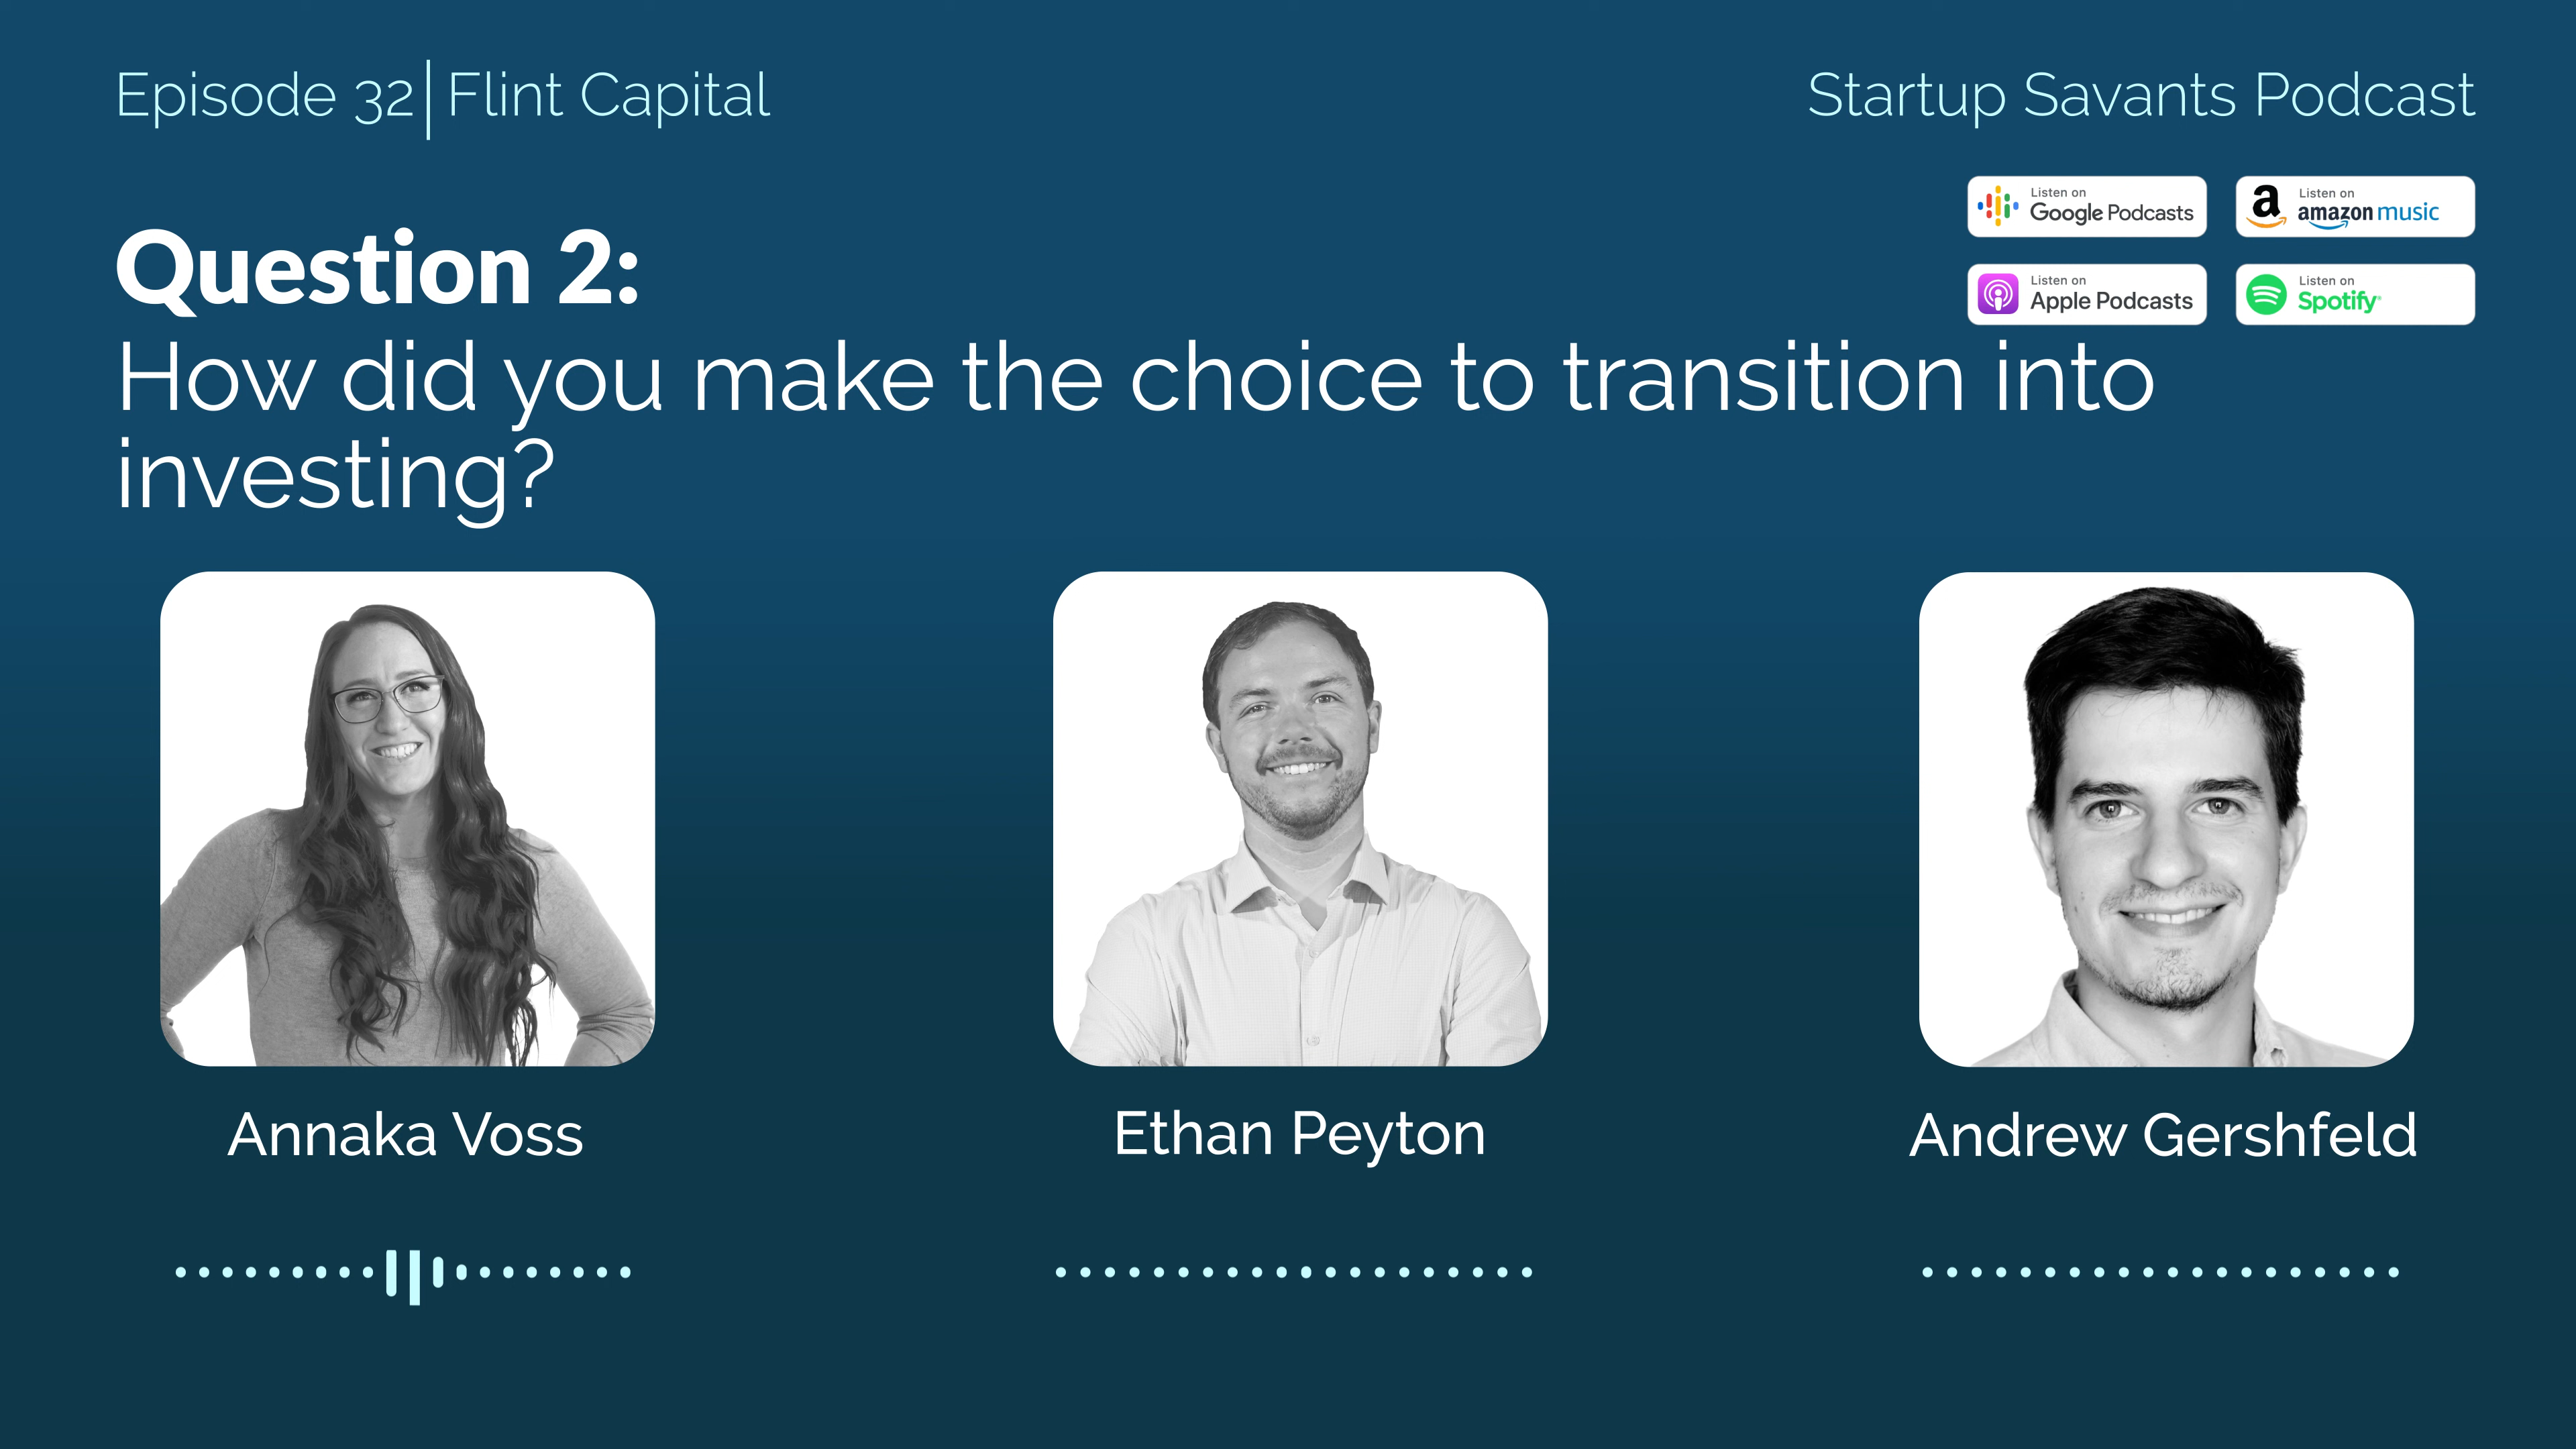 Episode 32 | Flint Capital
Startup Savants Podcast
Listen on
Google Podcasts
Listen on
amazon music
Listen on
Apple Podcasts
Listen on
Spotify
Question 2:
How did you make the choice to transition into
investing?
Annaka Voss
Ethan Peyton
Andrew Gershfeld